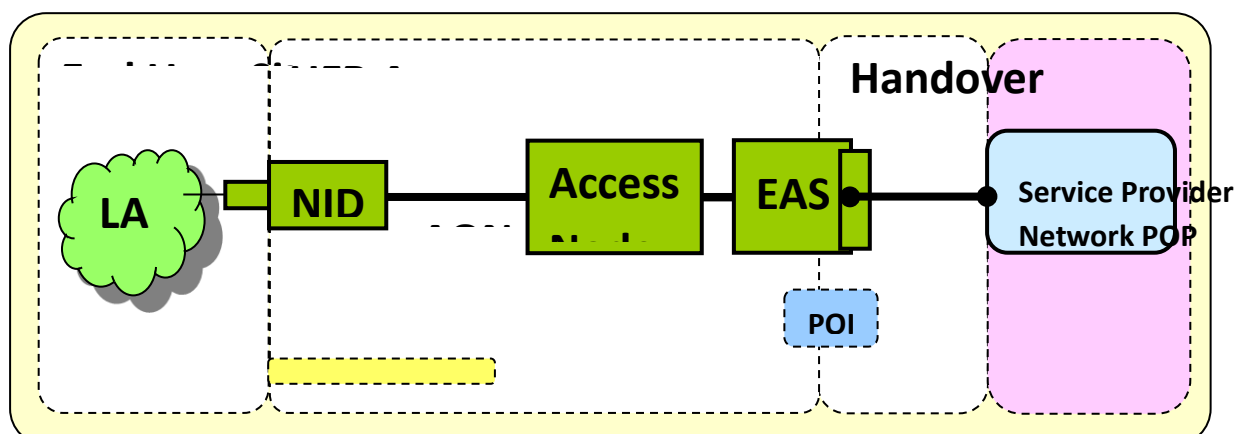 Handover
LA
NID
Access
EAS
Service Provider
Network POP
POI